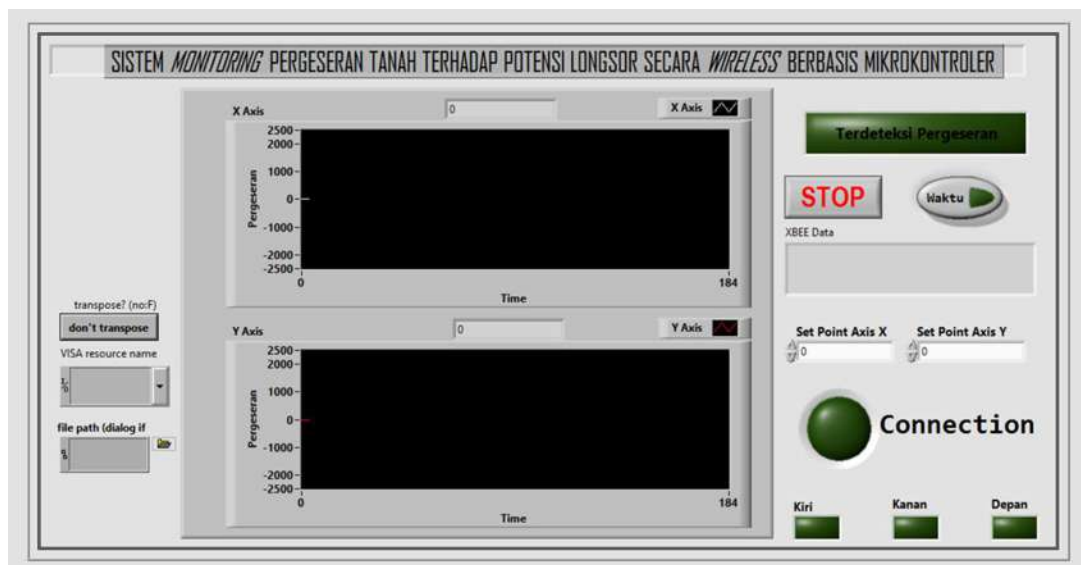 SISTEM MONITORING PERGESERAN TANAH TERHADAP POTENSI LONGSOR SECARA WIRELESS BERBASIS MIKROKONTROLER
X Axis
0
X Axis
2500
2000
1000
0
-1000
-2000
-2500
Pergeseran
0
184
Time
Y Axis
0
Y Axis
2500
2000
1000
0
-1000
-2000
-2500
Pergeseran
0
184
Time
transpose? (no:F)
don't transpose
VISA resource name
file path (dialog if
Terdeteksi Pergeseran
STOP
Waktu
XBEE Data
Set Point Axis X
Set Point Axis Y
0
0
Connection
Kiri
Kanan
Depan